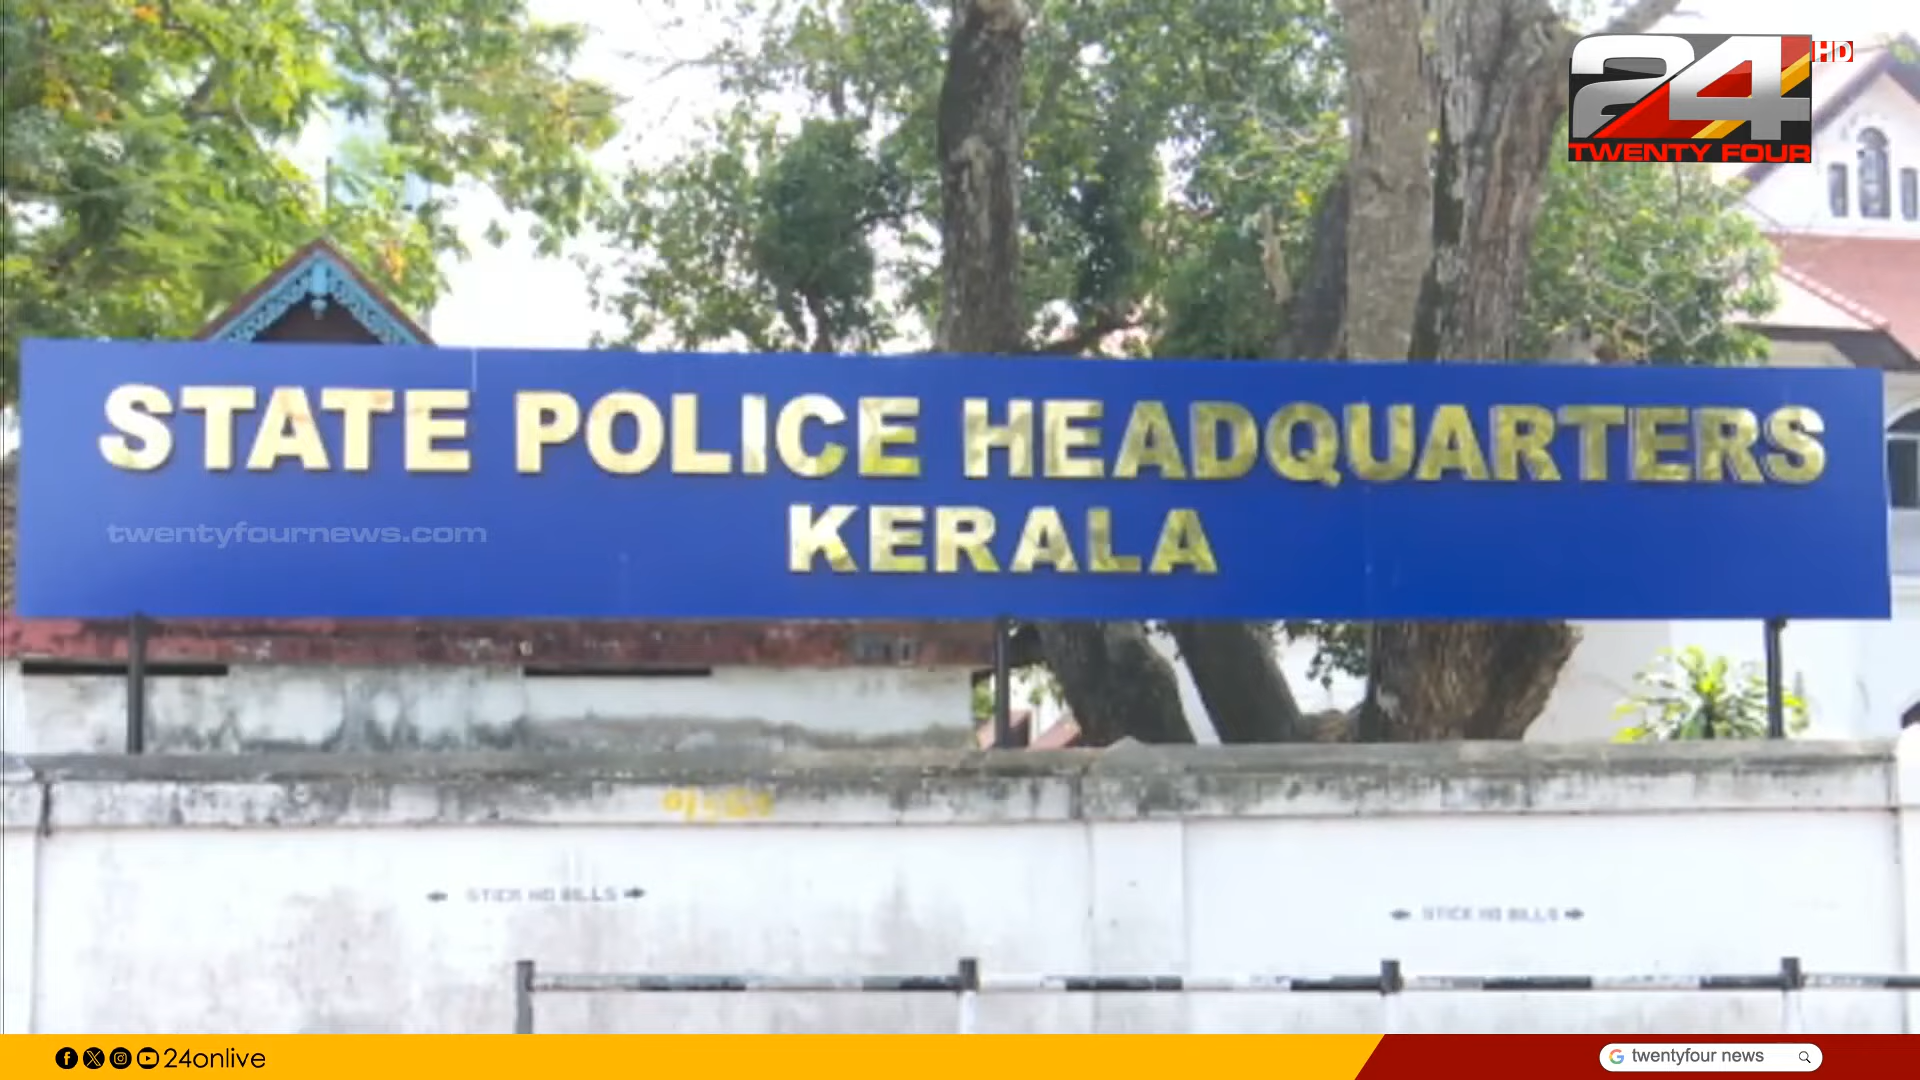 24 HD
TWENTY FOUR
STATE POLICE HEADQUARTERS
KERALA
twentyfournews.com
STICK NO BILLS
STICK NO BILLS
24onlive
twentyfour news